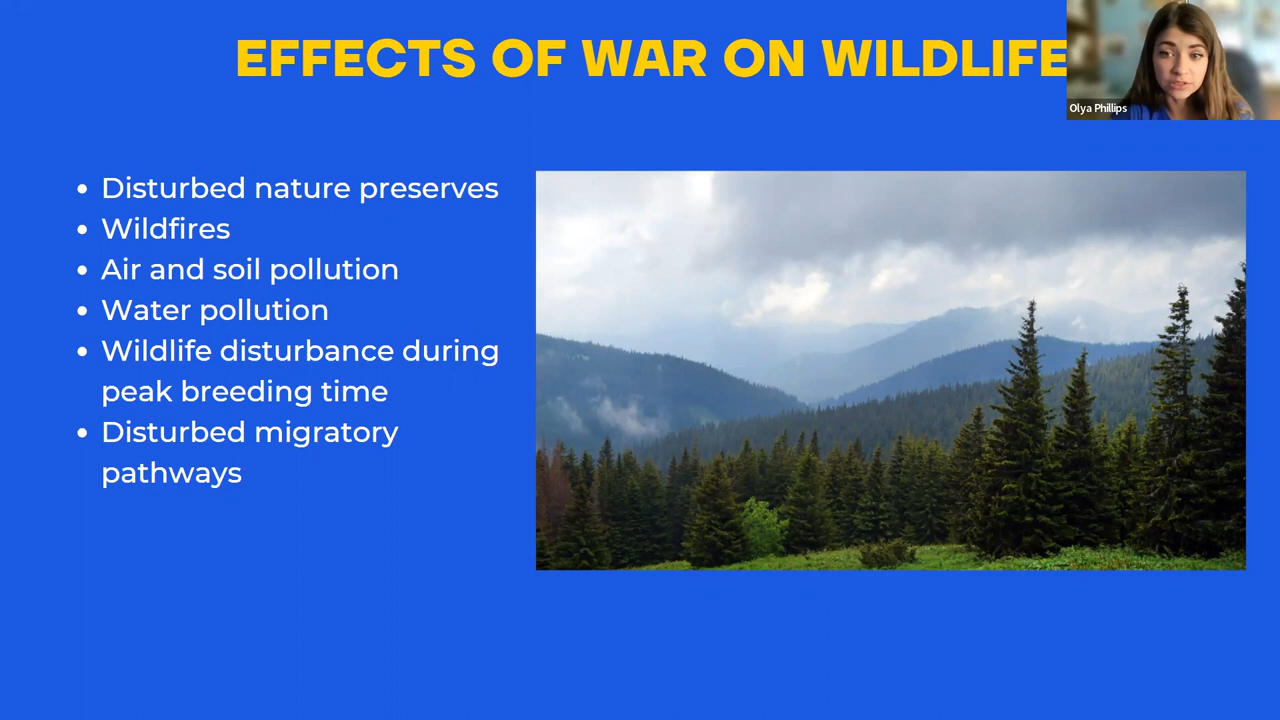 EFFECTS OF WAR ON WILDLIFE
Olya Phillips
• Disturbed nature preserves
• Wildfires
• Air and soil pollution
• Water pollution
• Wildlife disturbance during
peak breeding time
• Disturbed migratory
pathways